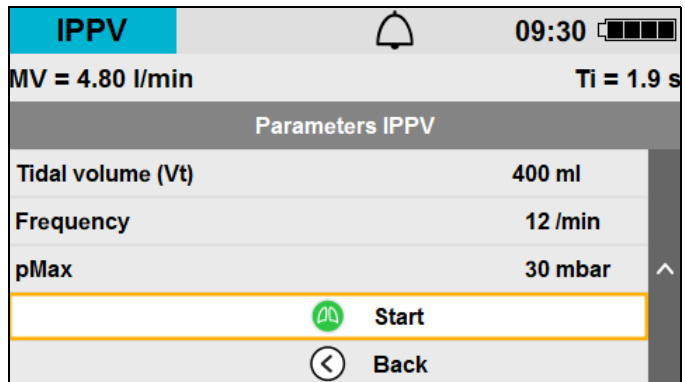 IPPV 09:30
MV = 4.80 l/min Ti = 1.9 s
Parameters IPPV
Tidal volume (Vt) 400 ml
Frequency 12 /min
pMax 30 mbar
Start
Back